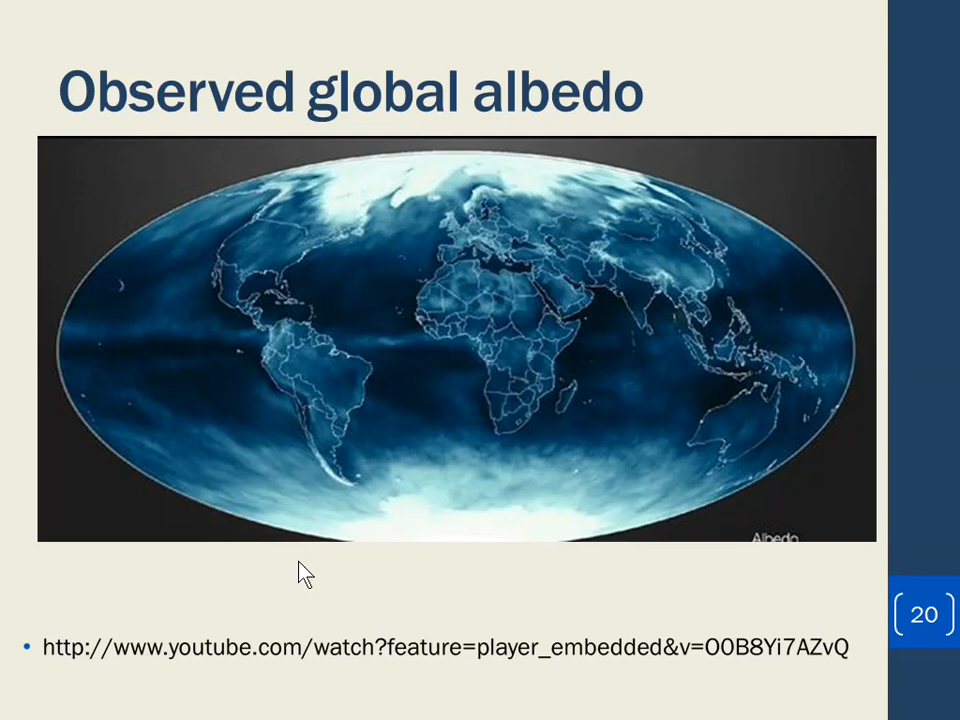 Observed global albedo
Albedo
20
• http://www.youtube.com/watch?feature=player_embedded&v=O0B8Yi7AZvQ